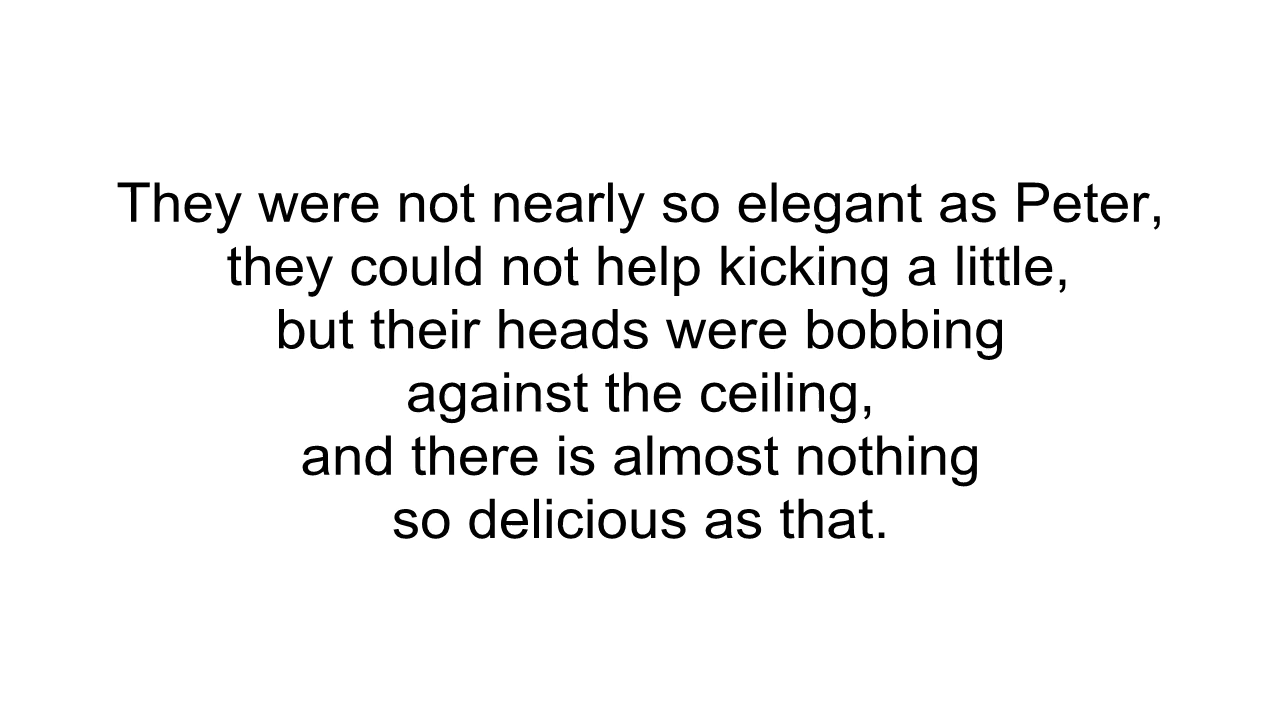 They were not nearly so elegant as Peter,
they could not help kicking a little,
but their heads were bobbing
against the ceiling,
and there is almost nothing
so delicious as that.